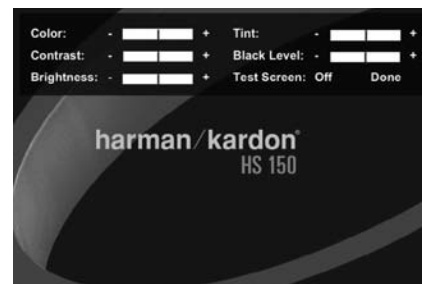 Color: - + Tint: - +
Contrast: - + Black Level: - +
Brightness: - + Test Screen: Off Done
harman/kardon®
HS 150